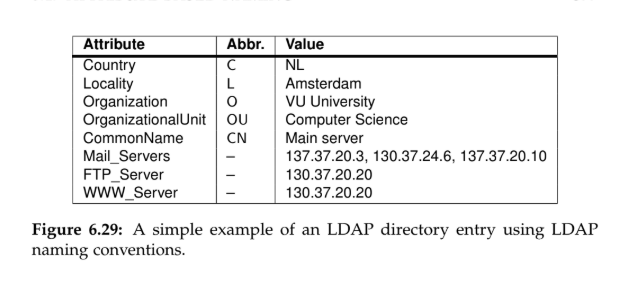 Attribute Abbr. Value
Country C NL
Locality L Amsterdam
Organization O VU University
OrganizationalUnit OU Computer Science
CommonName CN Main server
Mail_Servers – 137.37.20.3, 130.37.24.6, 137.37.20.10
FTP_Server – 130.37.20.20
WWW_Server – 130.37.20.20
Figure 6.29: A simple example of an LDAP directory entry using LDAP
naming conventions.